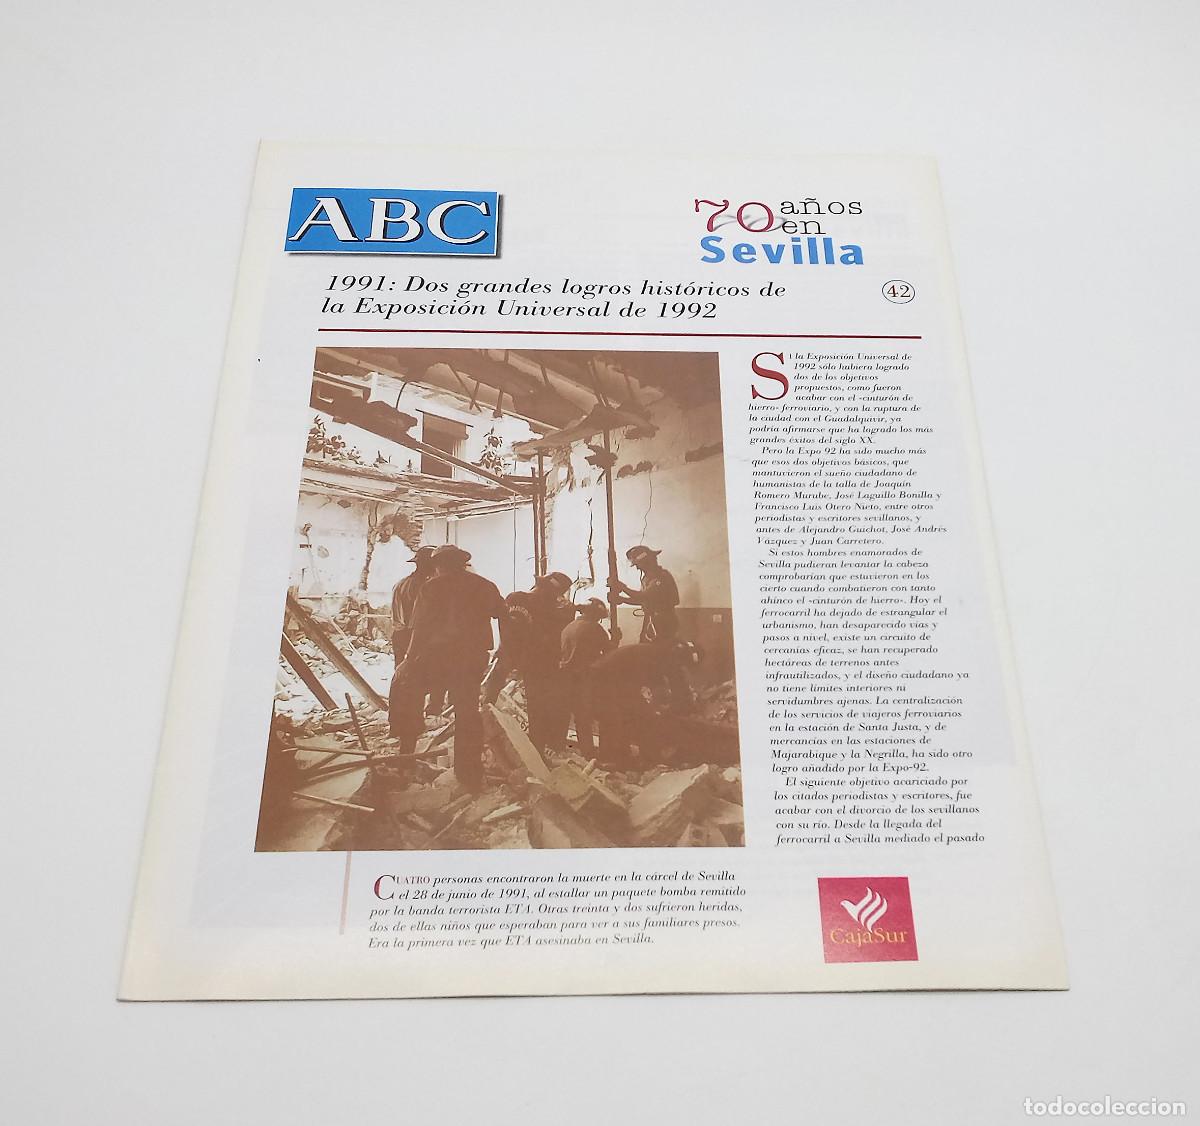 ABC
70 años
en
Sevilla
1991: Dos grandes logros históricos de
la Exposición Universal de 1992
42
Si la Exposición Universal de
1992 sólo hubiera logrado
dos de los objetivos
propuestos, como fueron
acabar con el «cinturón de
hierro» ferroviario, y con la ruptura de
la ciudad con el Guadalquivir, ya
podría afirmarse que ha logrado los más
grandes éxitos del siglo XX.
Pero la Expo 92 ha sido mucho más
que esos dos objetivos básicos, que
mantuvieron el sueño ciudadano de
humanistas de la talla de Joaquín
Romero Murube, José Laguillo Bonilla y
Francisco Luis Otero Nieto, entre otros
periodistas y escritores sevillanos, y
antes de Alejandro Guichot, José Andrés
Vázquez y Juan Carretero.
Si estos hombres enamorados de
Sevilla pudieran levantar la cabeza
comprobarían que estuvieron en los
cierto cuando combatieron con tanto
ahínco el «cinturón de hierro». Hoy el
ferrocarril ha dejado de estrangular el
urbanismo, han desaparecido vías y
pasos a nivel, existe un circuito de
cercanías eficaz, se han recuperado
hectáreas de terrenos antes
infrautilizados, y el diseño ciudadano ya
no tiene límites interiores ni
servidumbres ajenas. La centralización
de los servicios de viajeros ferroviarios
en la estación de Santa Justa, y de
mercancías en las estaciones de
Majarabique y la Negrilla, ha sido otro
logro añadido por la Expo-92.
El siguiente objetivo acariciado por
los citados periodistas y escritores, fue
acabar con el divorcio de los sevillanos
con su río. Desde la llegada del
ferrocarril a Sevilla mediado el pasado
CUATRO personas encontraron la muerte en la cárcel de Sevilla
el 28 de junio de 1991, al estallar un paquete bomba remitido
por la banda terrorista ETA. Otras treinta y dos sufrieron heridas,
dos de ellas niños que esperaban para ver a sus familiares presos.
Era la primera vez que ETA asesinaba en Sevilla.
CajaSur
todocoleccion